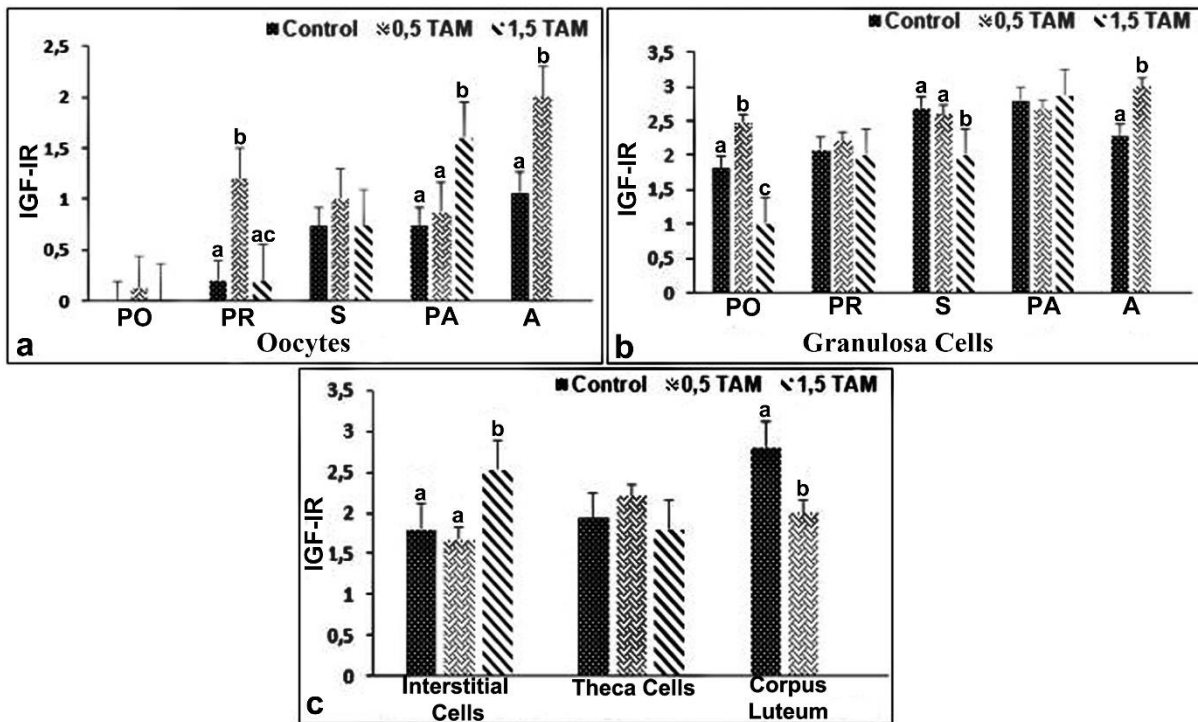 Control 0,5 TAM 1,5 TAM
2,5
2
1,5
1
0,5
0
IGF-IR
a b ac a a b a b
PO PR S PA A
a Oocytes
Control 0,5 TAM 1,5 TAM
3,5
3
2,5
2
1,5
1
0,5
0
IGF-IR
a b c a a b a b
PO PR S PA A
b Granulosa Cells
Control 0,5 TAM 1,5 TAM
3,5
3
2,5
2
1,5
1
0,5
0
IGF-IR
a a b a b
Interstitial Cells
Theca Cells
Corpus Luteum
c